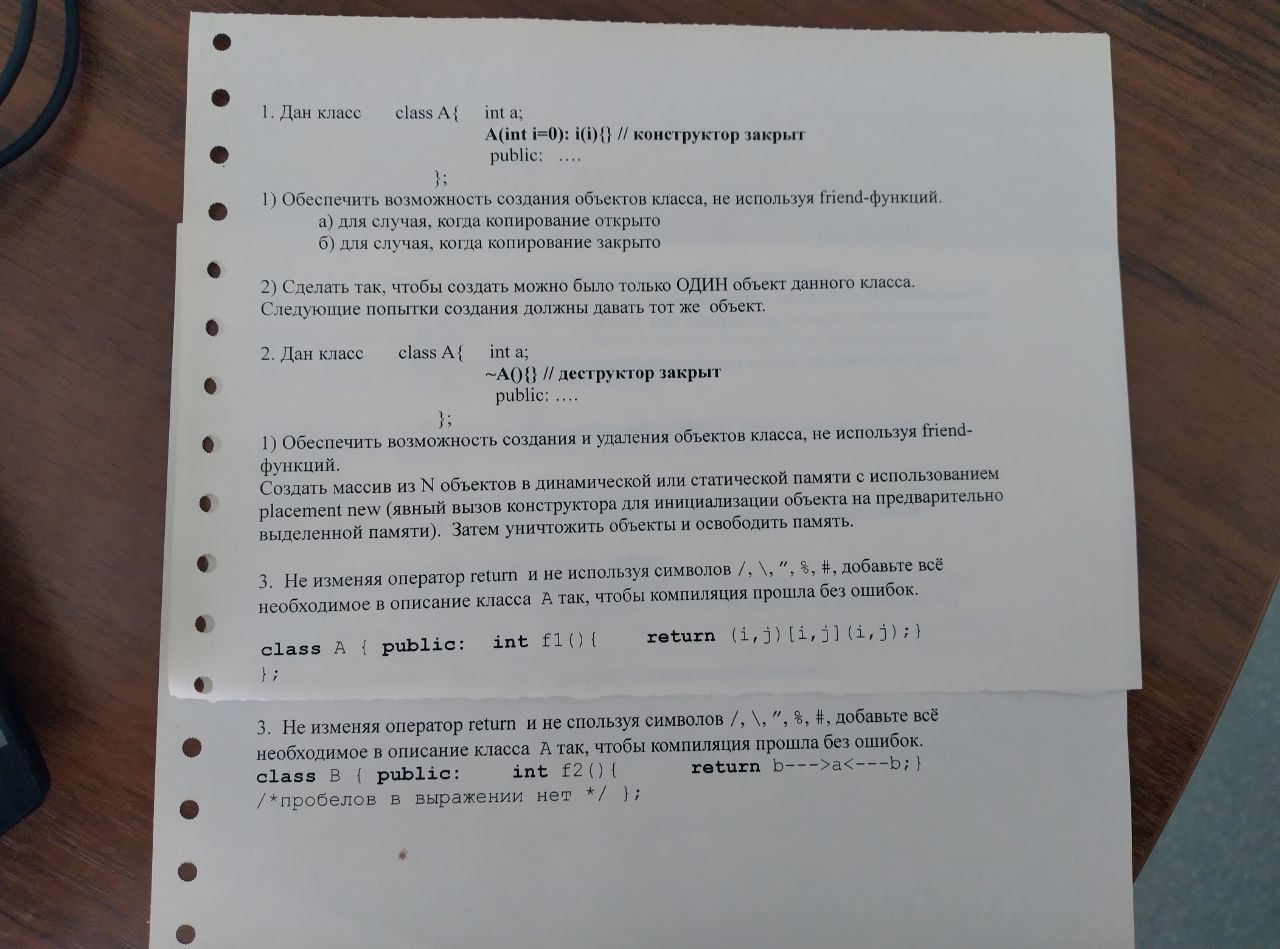 1. Дан класс class A{ int a;
A(int i=0): i(i){} // конструктор закрыт
public: ….
};
1) Обеспечить возможность создания объектов класса, не используя friend-функций.
а) для случая, когда копирование открыто
б) для случая, когда копирование закрыто
2) Сделать так, чтобы создать можно было только ОДИН объект данного класса.
Следующие попытки создания должны давать тот же объект.
2. Дан класс class A{ int a;
~A(){} // деструктор закрыт
public: ….
};
1) Обеспечить возможность создания и удаления объектов класса, не используя friend-
функций.
Создать массив из N объектов в динамической или статической памяти с использованием
placement new (явный вызов конструктора для инициализации объекта на предварительно
выделенной памяти). Затем уничтожить объекты и освободить память.
3. Не изменяя оператор return и не используя символов /, \, ″, %, #, добавьте всё
необходимое в описание класса A так, чтобы компиляция прошла без ошибок.
class A { public: int f1(){ return (i,j)[i,j](i,j);}
};
3. Не изменяя оператор return и не спользуя символов /, \, ″, %, #, добавьте всё
необходимое в описание класса A так, чтобы компиляция прошла без ошибок.
class B { public: int f2(){ return b--->a<---b;}
/*пробелов в выражении нет */ };